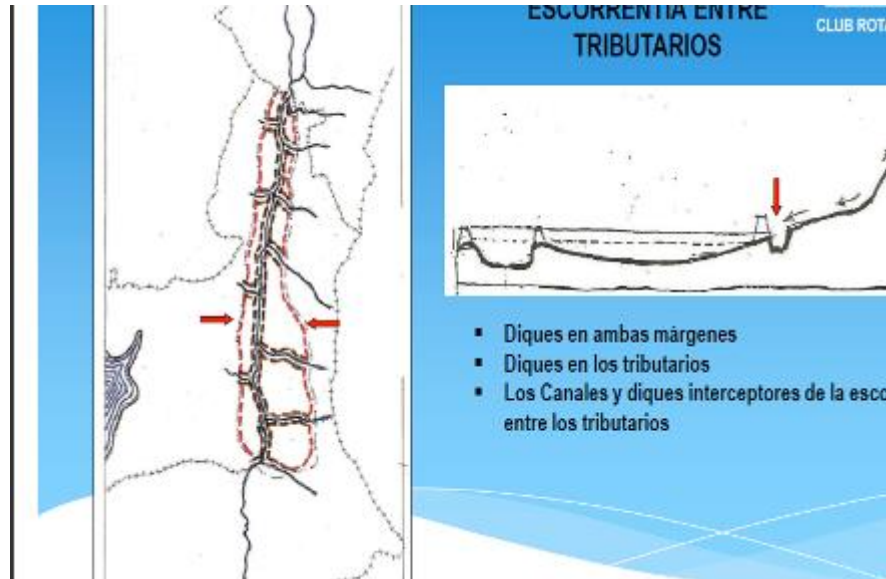 ESCORRENTIA ENTRE
TRIBUTARIOS
CLUB ROTA
▪ Diques en ambas márgenes
▪ Diques en los tributarios
▪ Los Canales y diques interceptores de la esco
entre los tributarios